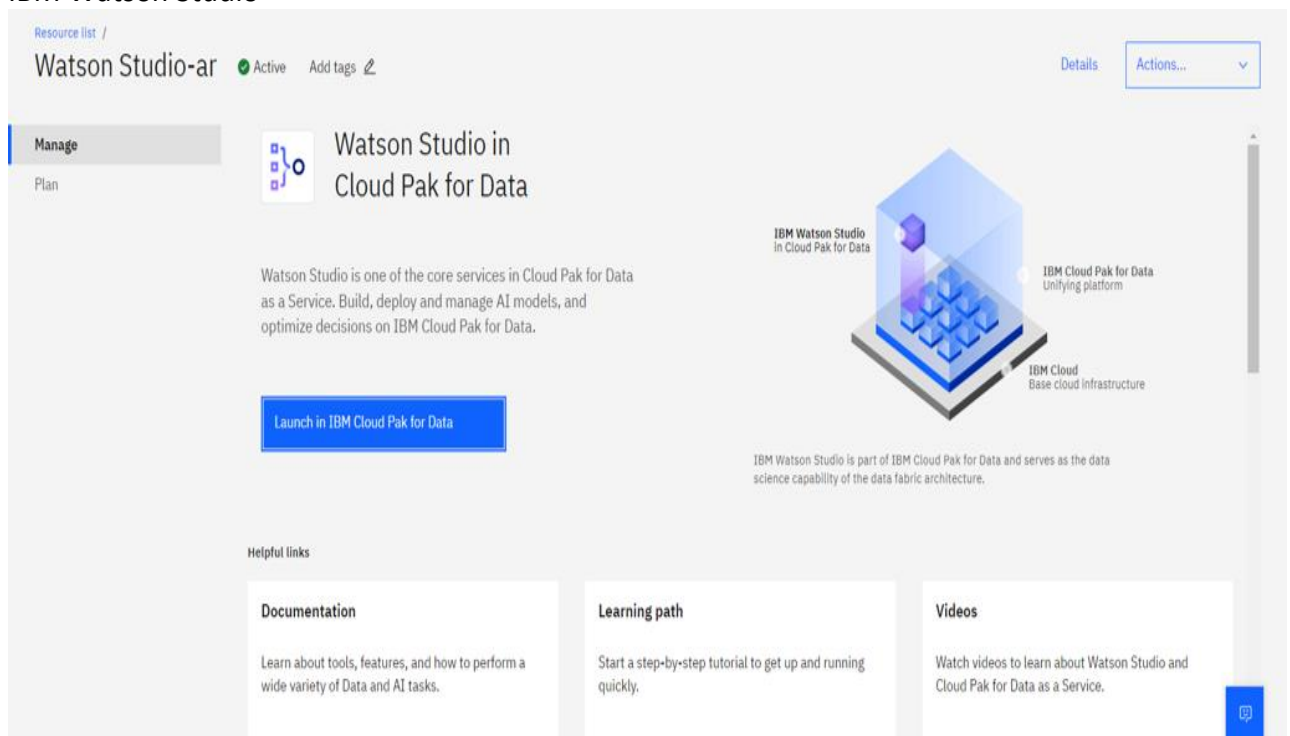 IBM Watson Studio
Resource list /
Watson Studio-ar Active Add tags
Details Actions...
Manage
Plan
Watson Studio in
Cloud Pak for Data
Watson Studio is one of the core services in Cloud Pak for Data
as a Service. Build, deploy and manage AI models, and
optimize decisions on IBM Cloud Pak for Data.
Launch in IBM Cloud Pak for Data
IBM Watson Studio
in Cloud Pak for Data
IBM Cloud Pak for Data
Unifying platform
IBM Cloud
Base cloud infrastructure
IBM Watson Studio is part of IBM Cloud Pak for Data and serves as the data
science capability of the data fabric architecture.
Helpful links
Documentation
Learn about tools, features, and how to perform a
wide variety of Data and AI tasks.
Learning path
Start a step-by-step tutorial to get up and running
quickly.
Videos
Watch videos to learn about Watson Studio and
Cloud Pak for Data as a Service.